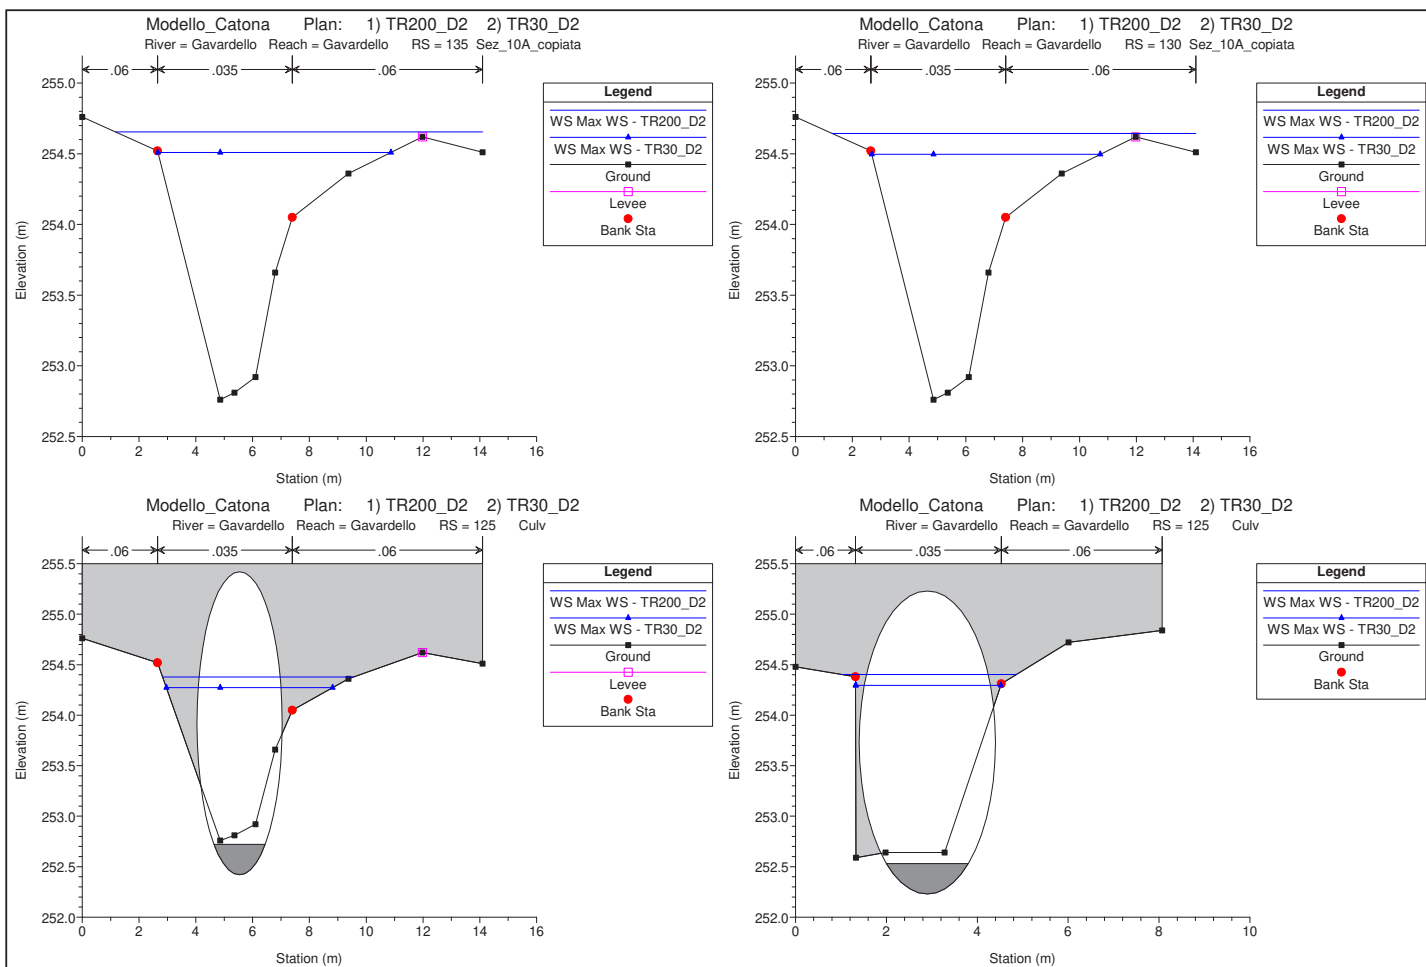 Modello_Catona Plan: 1) TR200_D2 2) TR30_D2
River = Gavardello Reach = Gavardello RS = 135 Sez_10A_copiata
.06 .035 .06
255.0
254.5
254.0
253.5
253.0
252.5
Elevation (m)
0 2 4 6 8 10 12 14 16
Station (m)
Legend
WS Max WS - TR200_D2
WS Max WS - TR30_D2
Ground
Levee
Bank Sta
Modello_Catona Plan: 1) TR200_D2 2) TR30_D2
River = Gavardello Reach = Gavardello RS = 130 Sez_10A_copiata
.06 .035 .06
255.0
254.5
254.0
253.5
253.0
252.5
Elevation (m)
0 2 4 6 8 10 12 14 16
Station (m)
Legend
WS Max WS - TR200_D2
WS Max WS - TR30_D2
Ground
Levee
Bank Sta
Modello_Catona Plan: 1) TR200_D2 2) TR30_D2
River = Gavardello Reach = Gavardello RS = 125 Culv
.06 .035 .06
255.5
255.0
254.5
254.0
253.5
253.0
252.5
252.0
Elevation (m)
0 2 4 6 8 10 12 14 16
Station (m)
Legend
WS Max WS - TR200_D2
WS Max WS - TR30_D2
Ground
Levee
Bank Sta
Modello_Catona Plan: 1) TR200_D2 2) TR30_D2
River = Gavardello Reach = Gavardello RS = 125 Culv
.06 .035 .06
255.5
255.0
254.5
254.0
253.5
253.0
252.5
252.0
Elevation (m)
0 2 4 6 8 10
Station (m)
Legend
WS Max WS - TR200_D2
WS Max WS - TR30_D2
Ground
Bank Sta